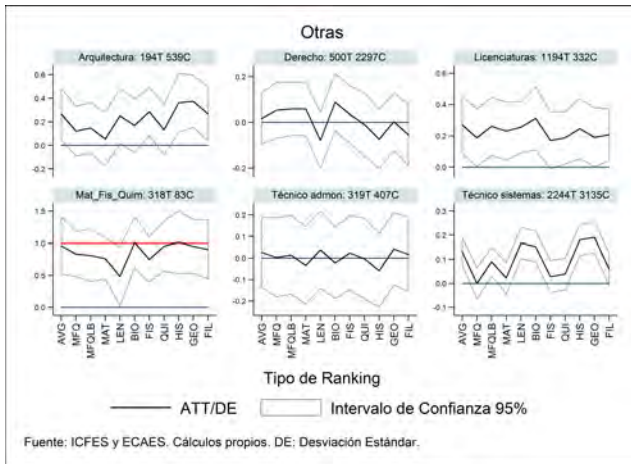 Otras
Arquitectura: 194T 539C
Derecho: 500T 2297C
Licenciaturas: 1194T 332C
0.6
0.4
0.2
0.0
-0.2
0.2
0.0
-0.2
0.6
0.4
0.2
0.0
Mat_Fis_Quim: 318T 83C
Técnico admon: 319T 407C
Técnico sistemas: 2244T 3135C
1.5
1.0
0.5
0.0
0.2
0.1
0.0
-0.1
-0.2
0.3
0.2
0.1
0.0
-0.1
AVG MFQ MFQLB MAT LEN BIO FIS QUI HIS GEO FIL
AVG MFQ MFQLB MAT LEN BIO FIS QUI HIS GEO FIL
AVG MFQ MFQLB MAT LEN BIO FIS QUI HIS GEO FIL
Tipo de Ranking
ATT/DE
Intervalo de Confianza 95%
Fuente: ICFES y ECAES. Cálculos propios. DE: Desviación Estándar.